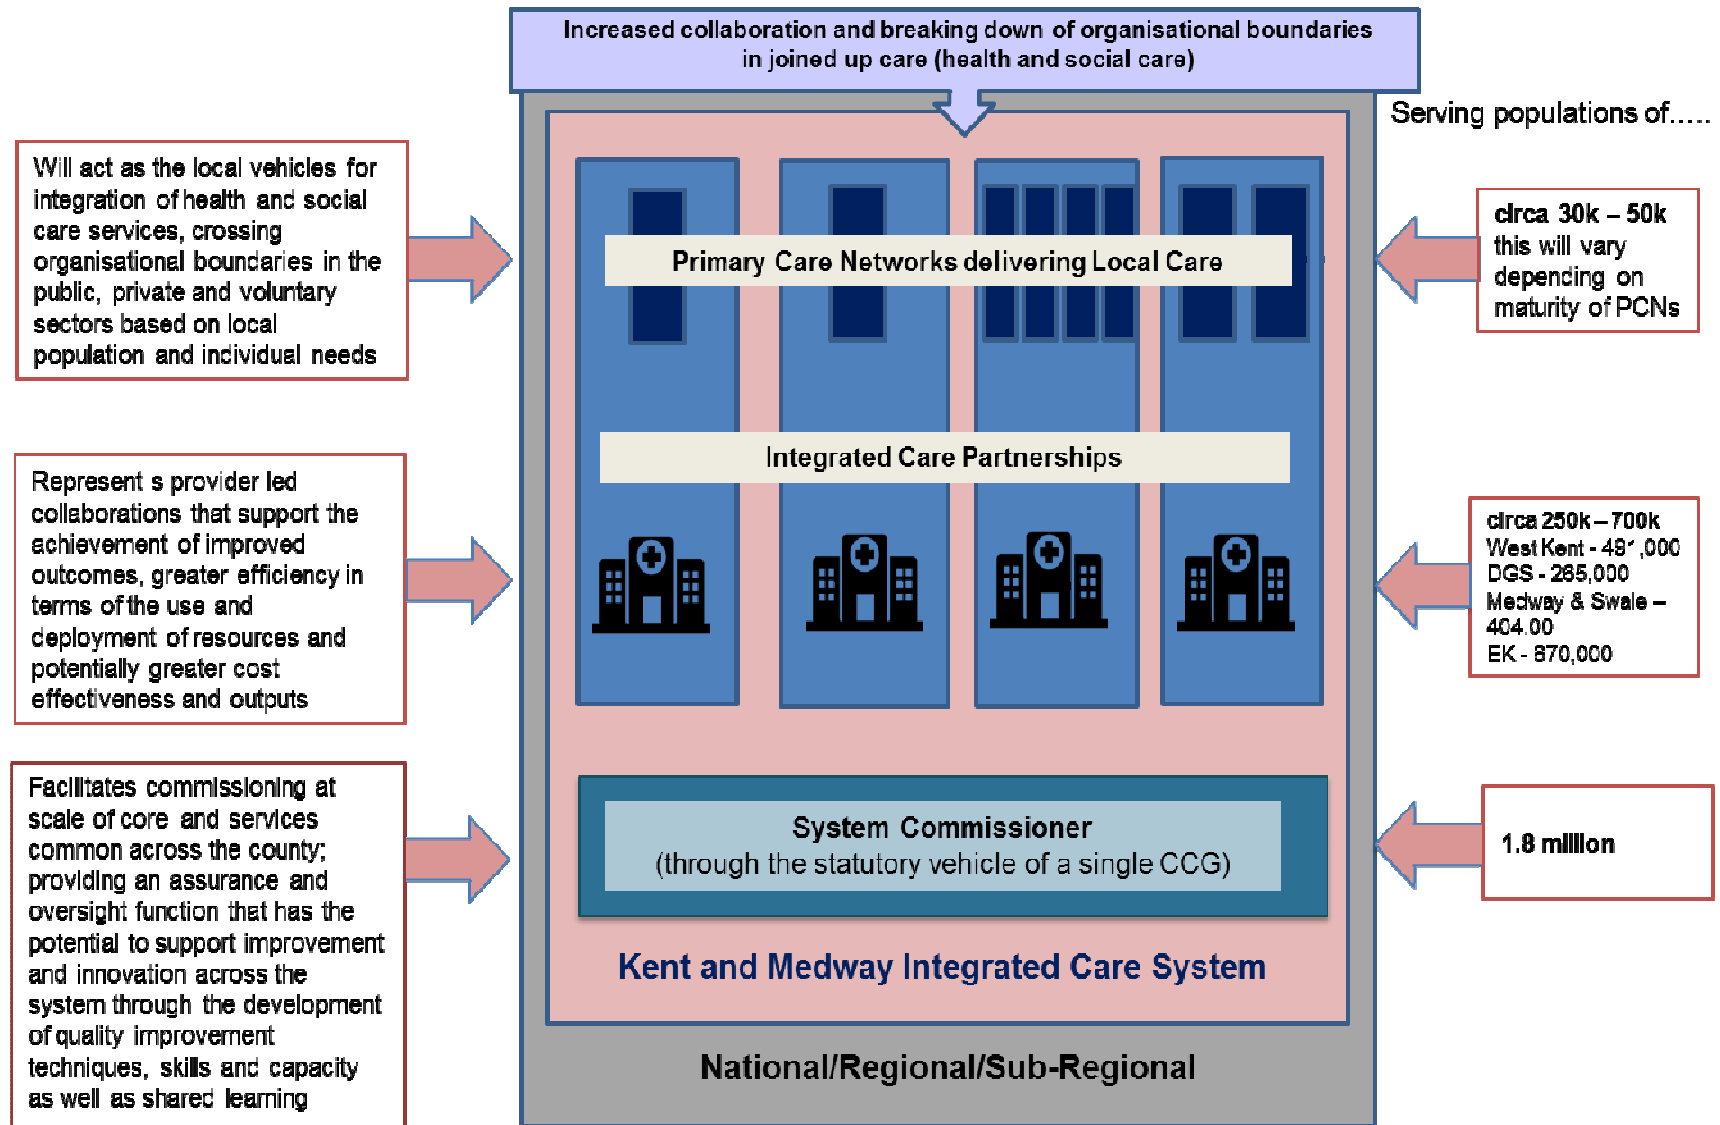 Increased collaboration and breaking down of organisational boundaries
in joined up care (health and social care)
Serving populations of.....
Will act as the local vehicles for
integration of health and social
care services, crossing
organisational boundaries in the
public, private and voluntary
sectors based on local
population and individual needs
Primary Care Networks delivering Local Care
circa 30k – 50k
this will vary
depending on
maturity of PCNs
Represent s provider led
collaborations that support the
achievement of improved
outcomes, greater efficiency in
terms of the use and
deployment of resources and
potentially greater cost
effectiveness and outputs
Integrated Care Partnerships
circa 250k – 700k
West Kent -
DGS - 265,000
Medway & Swale –
404.00
EK -
Facilitates commissioning at
scale of core and services
common across the county;
providing an assurance and
oversight function that has the
potential to support improvement
and innovation across the
system through the development
of quality improvement
techniques, skills and capacity
as well as shared learning
System Commissioner
(through the statutory vehicle of a single CCG)
1.8 million
Kent and Medway Integrated Care System
National/Regional/Sub-Regional